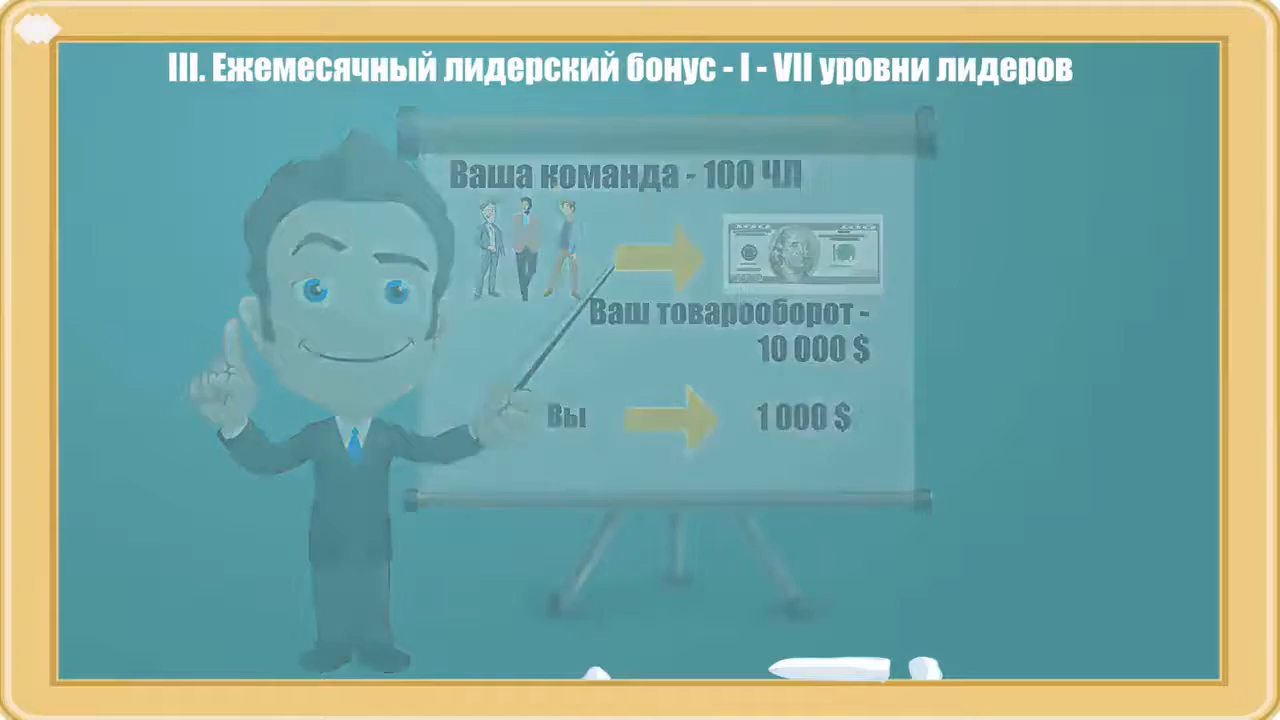 III. Ежемесячный лидерский бонус - I - VII уровни лидеров
Ваша команда - 100 ЧЛ
Ваш товарооборот -
10 000 $
Вы
1 000 $